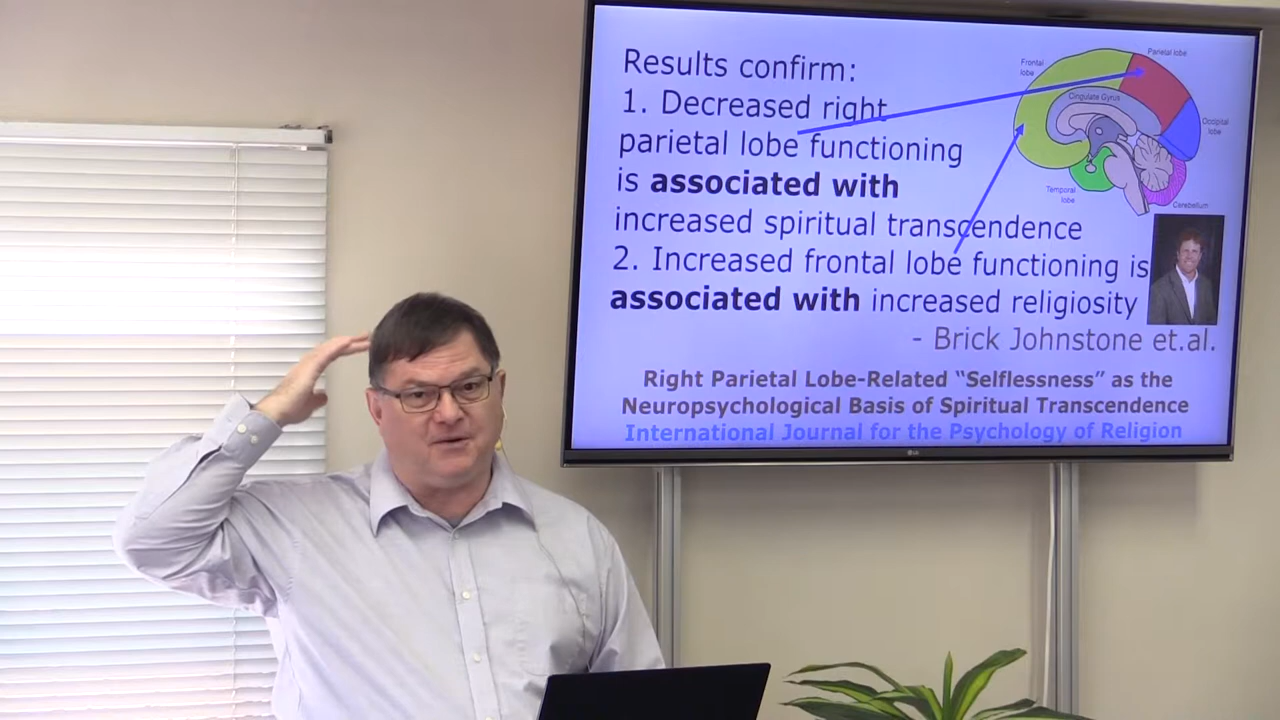 Results confirm:
1. Decreased right
parietal lobe functioning
is associated with
increased spiritual transcendence
2. Increased frontal lobe functioning is
associated with increased religiosity
- Brick Johnstone et.al.
Right Parietal Lobe-Related “Selflessness” as the
Neuropsychological Basis of Spiritual Transcendence
International Journal for the Psychology of Religion
Parietal lobe
Frontal
lobe
Cingulate Gyrus
Occipital
lobe
Temporal
lobe
Cerebellum
LG